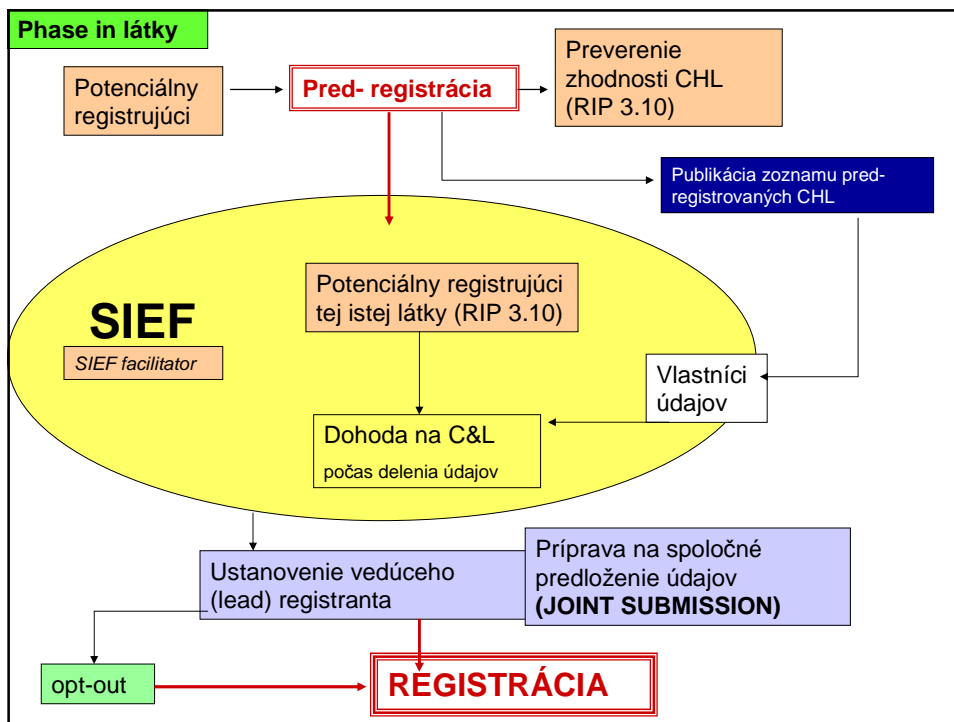 Phase in látky
Potenciálny
registrujúci
Pred- registrácia
Preverenie
zhodnosti CHL
(RIP 3.10)
Publikácia zoznamu pred-
registrovaných CHL
SIEF
SIEF facilitator
Potenciálny registrujúci
tej istej látky (RIP 3.10)
Vlastníci
údajov
Dohoda na C&L
počas delenia údajov
Ustanovenie vedúceho
(lead) registranta
Príprava na spoločné
predloženie údajov
(JOINT SUBMISSION)
opt-out
REGISTRÁCIA